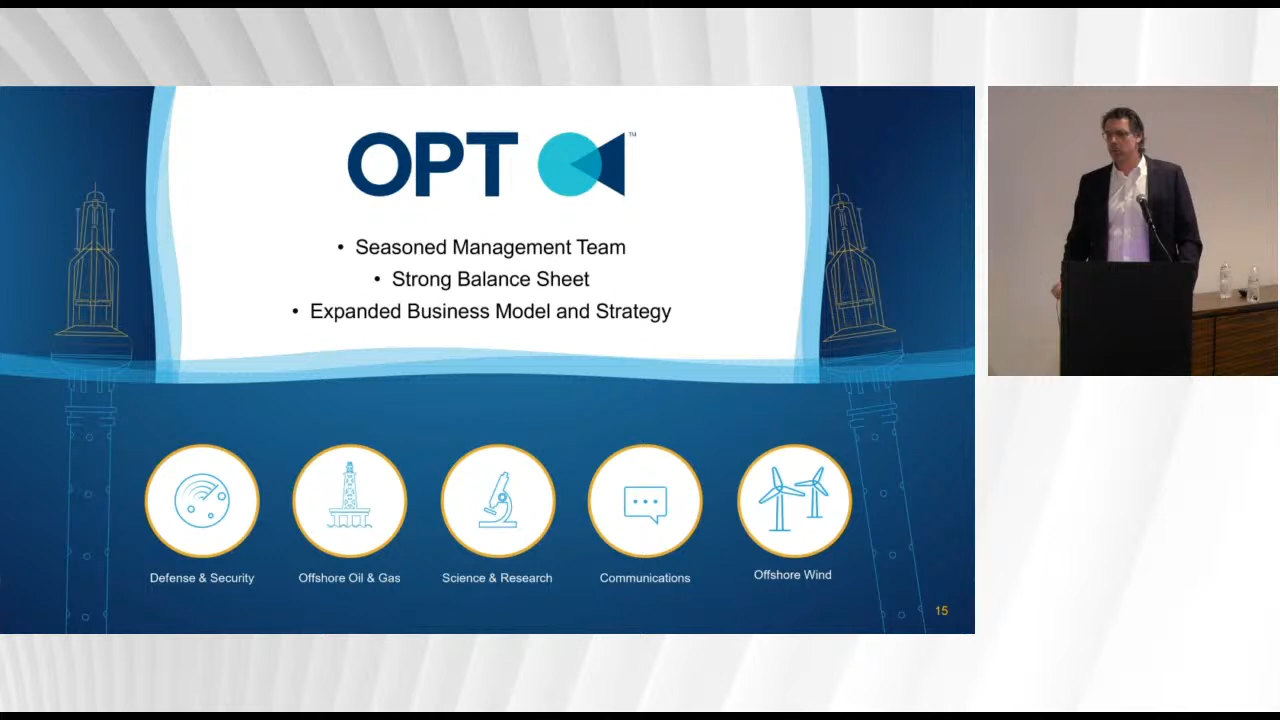 OPT ™
• Seasoned Management Team
• Strong Balance Sheet
• Expanded Business Model and Strategy
Defense & Security
Offshore Oil & Gas
Science & Research
Communications
Offshore Wind
15